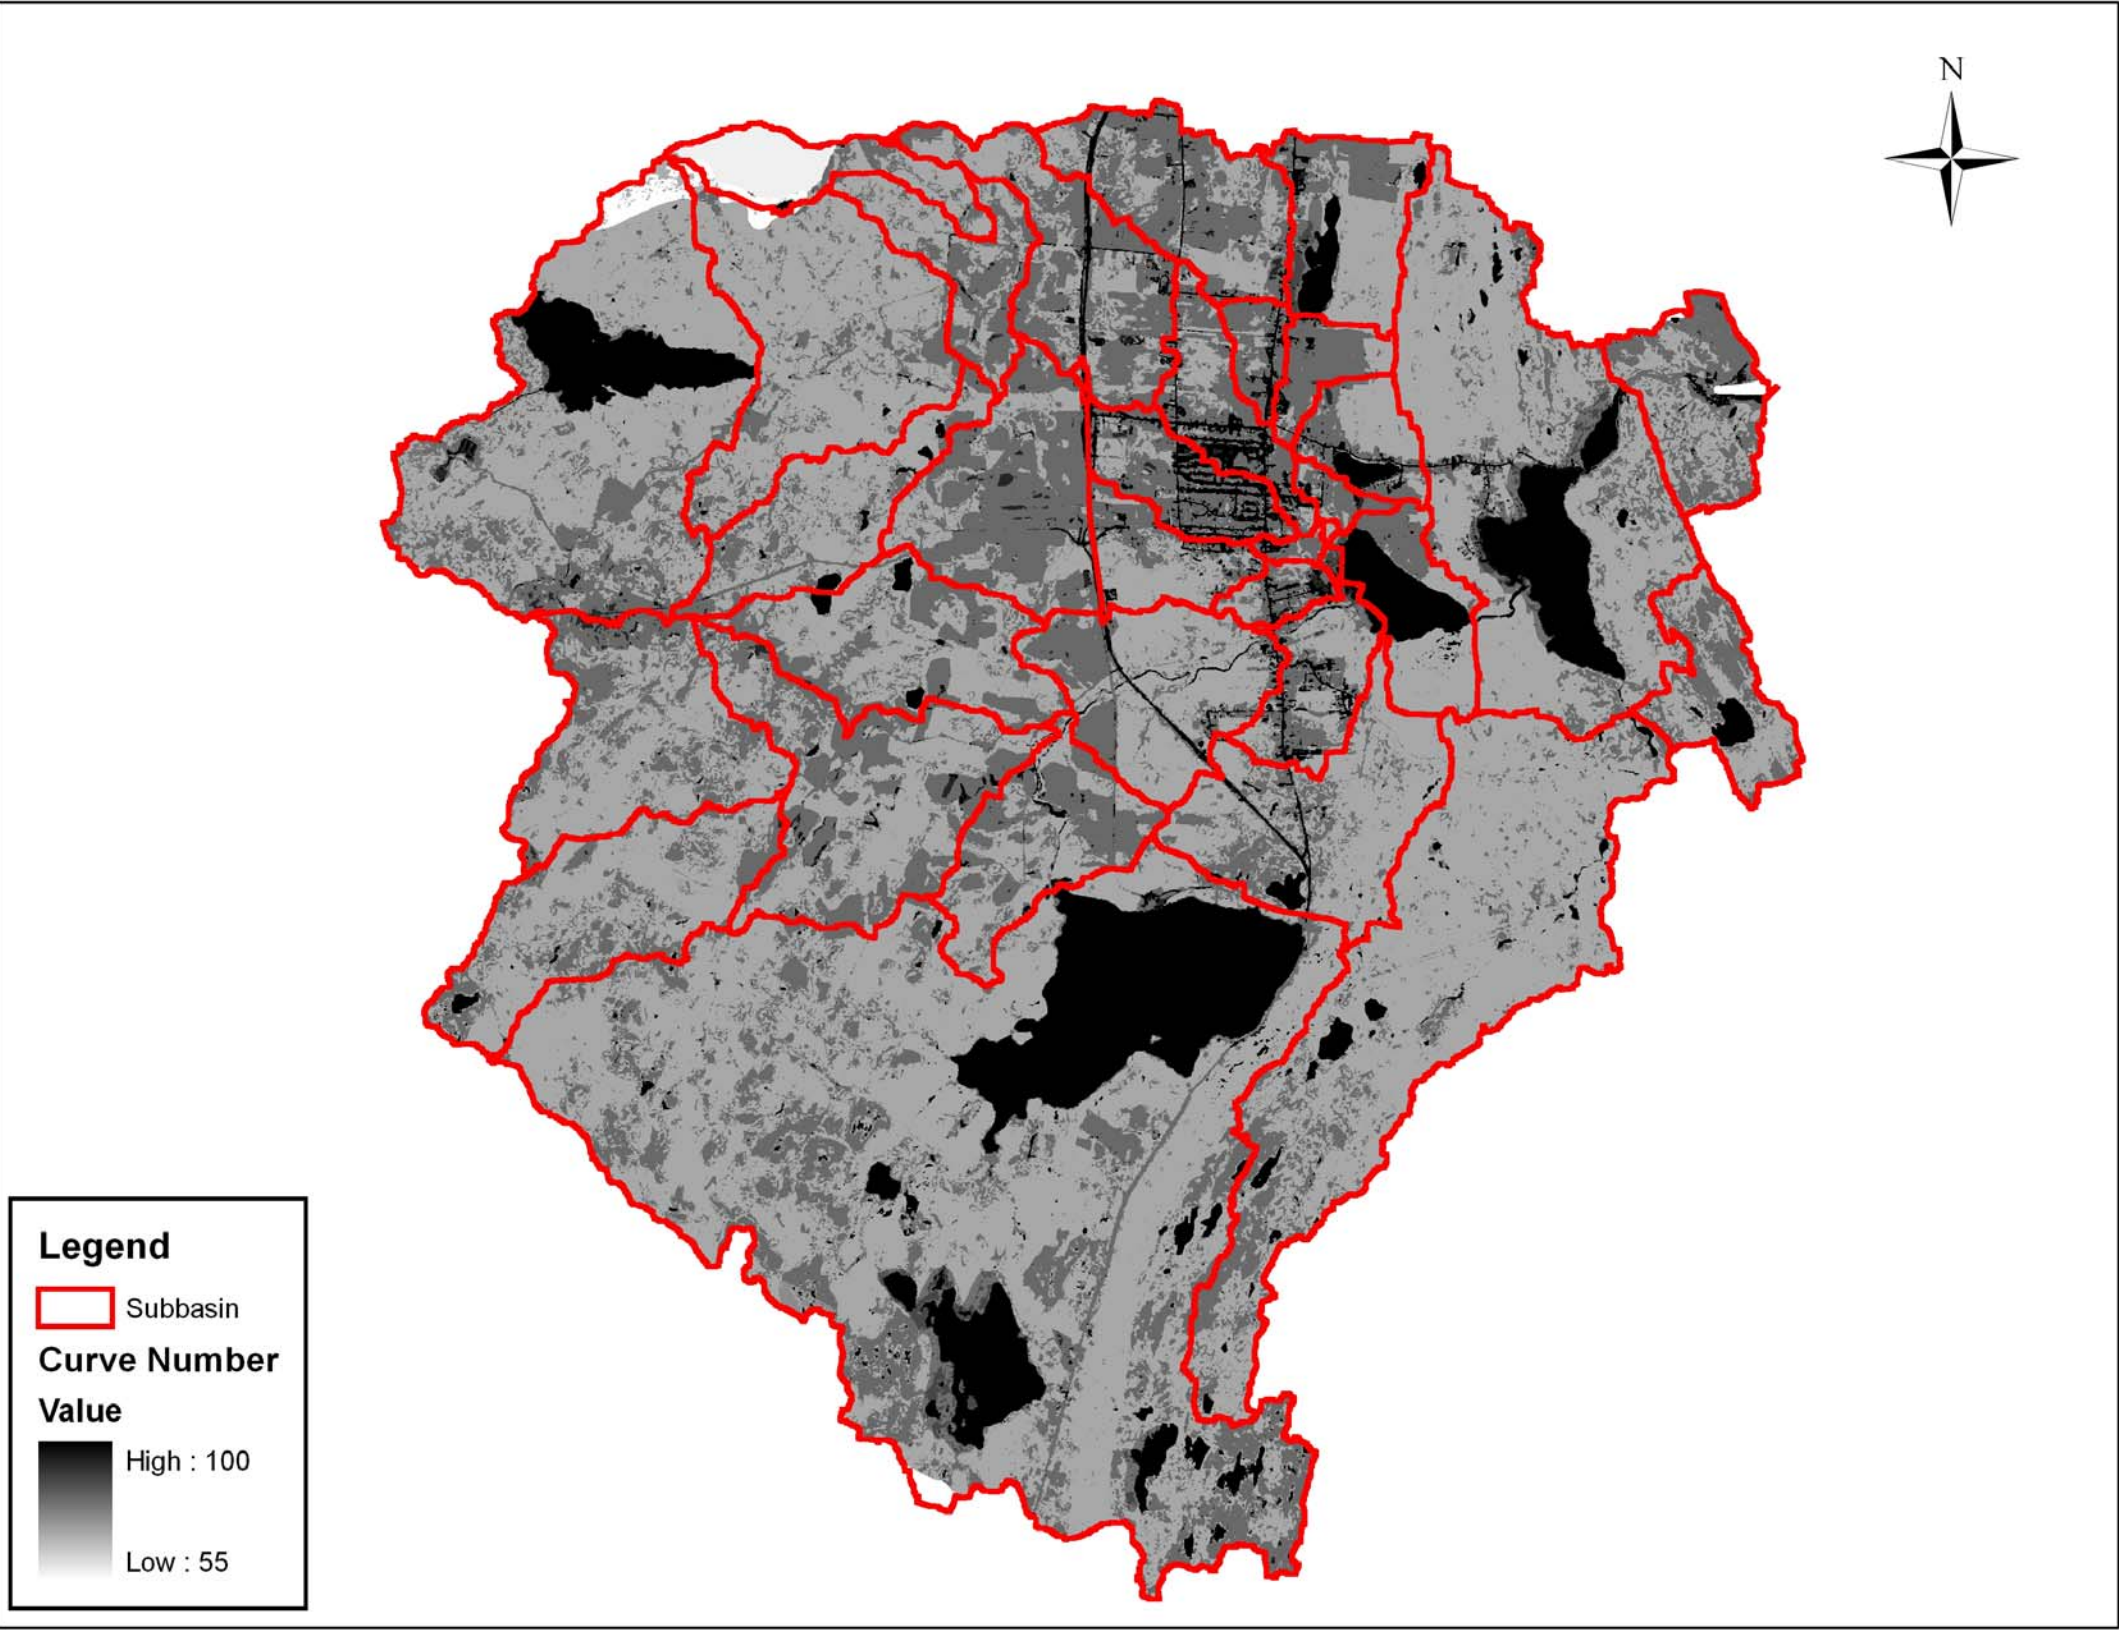 N
Legend
Subbasin
Curve Number
Value
High : 100
Low : 55